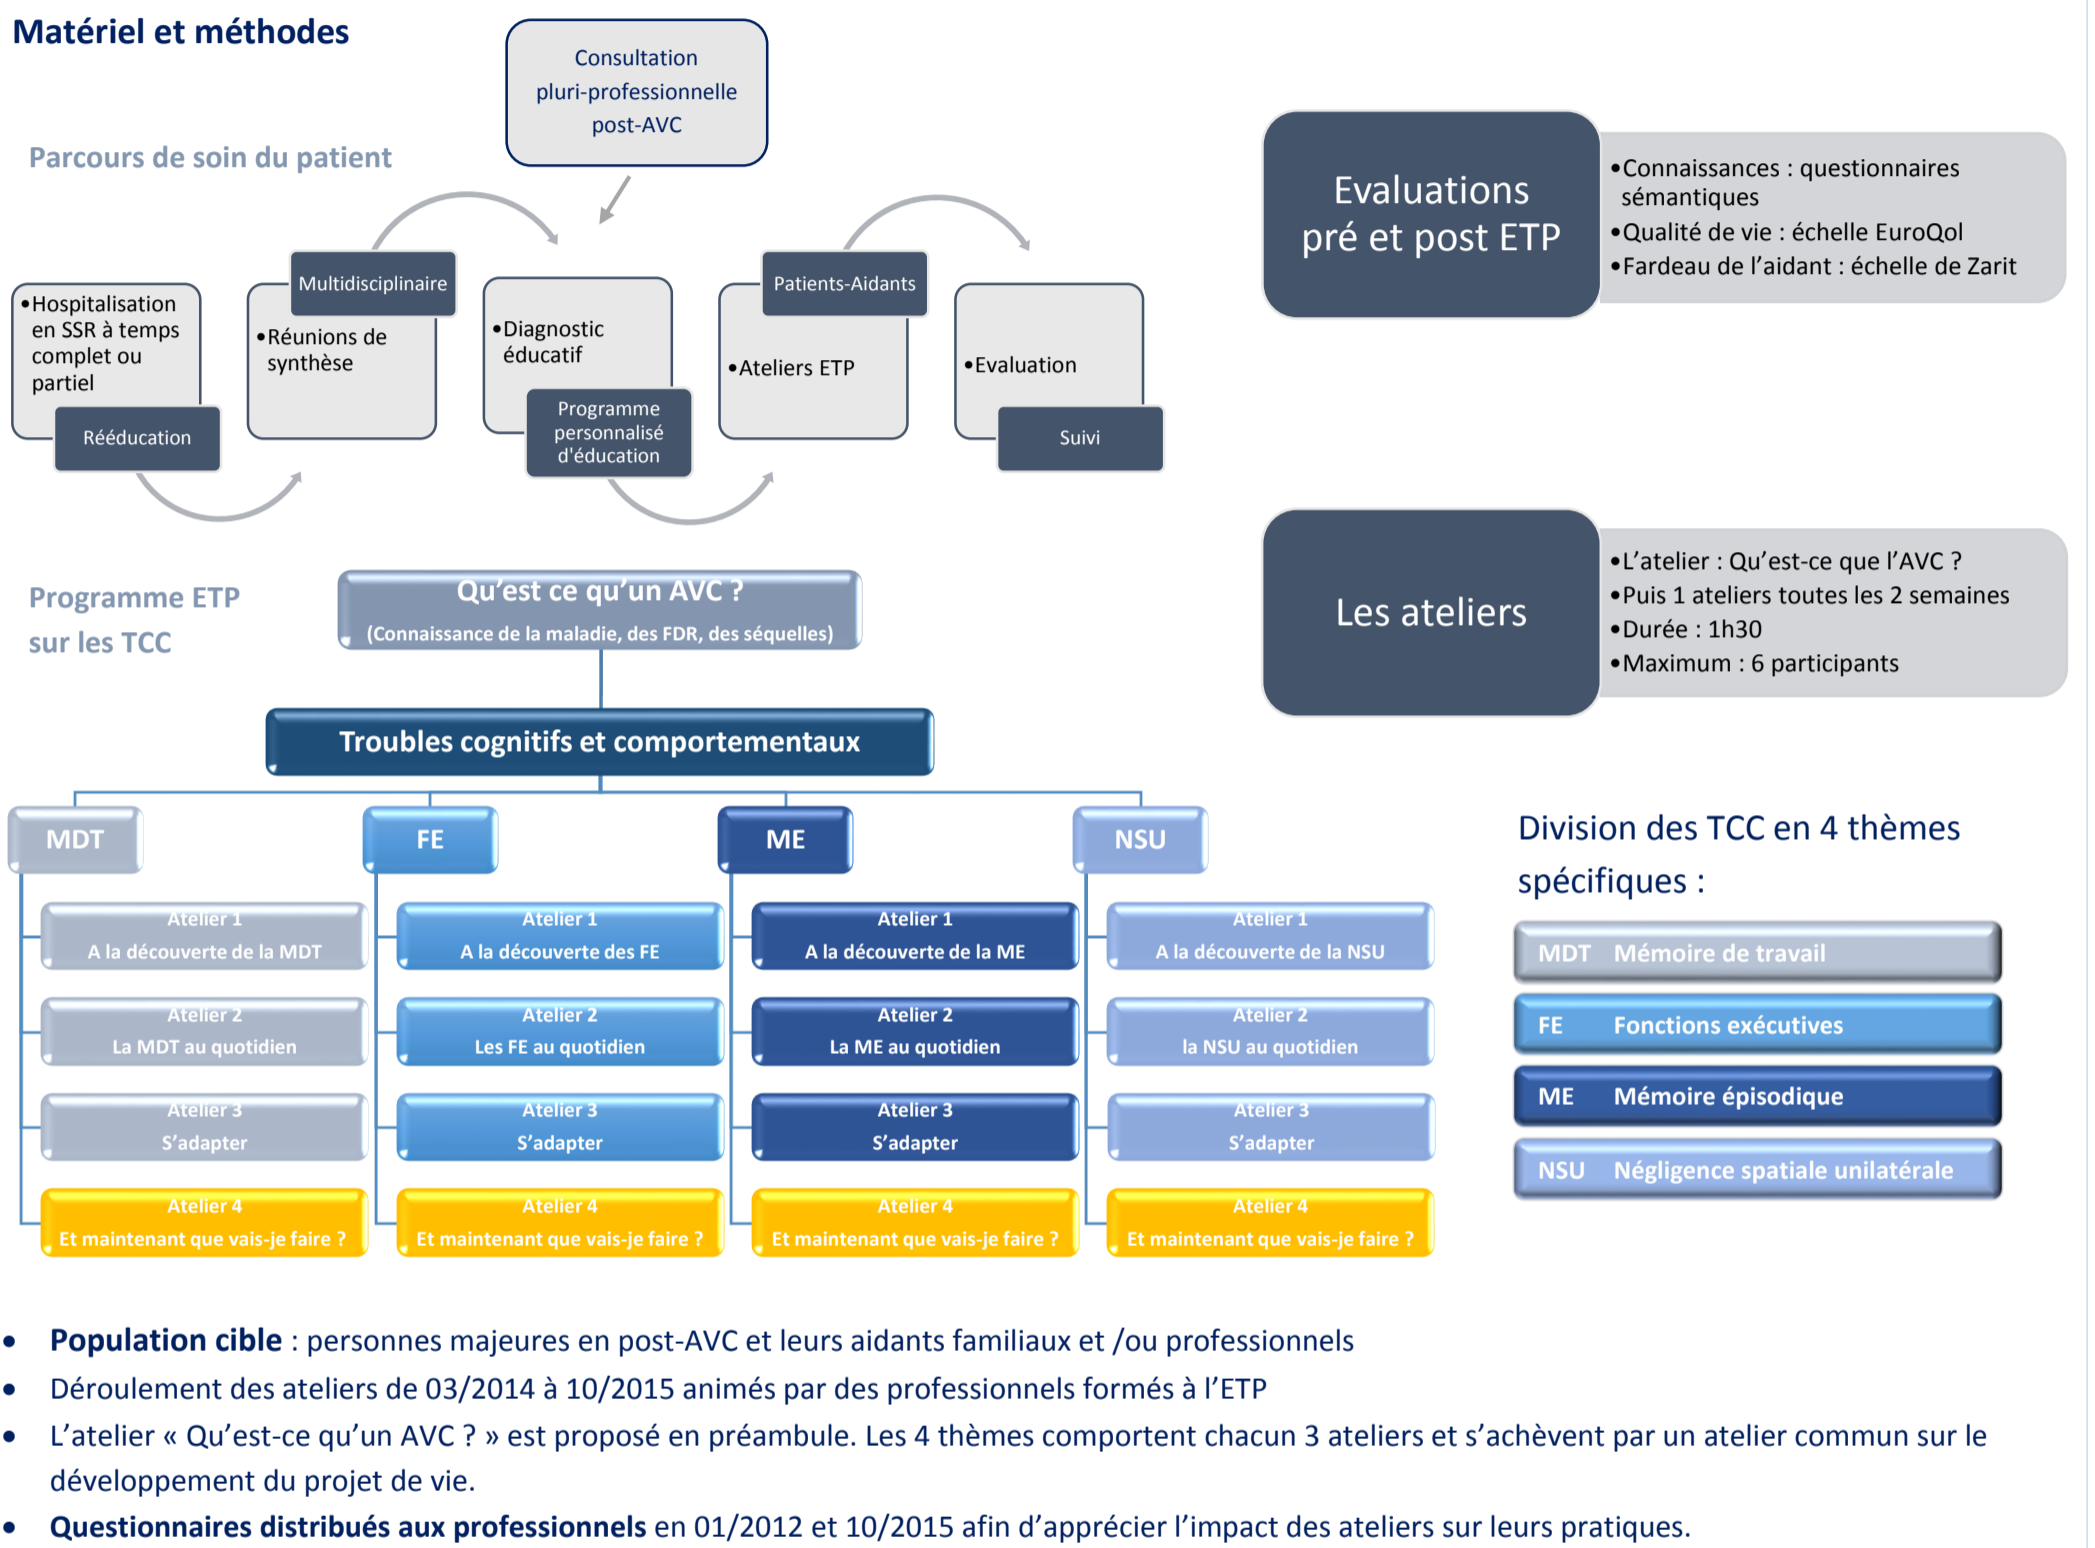 Matériel et méthodes
Consultation
pluri-professionnelle
post-AVC
Parcours de soin du patient
•Hospitalisation
en SSR à temps
complet ou
partiel
Rééducation
Multidisciplinaire
•Réunions de
synthèse
•Diagnostic
éducatif
Programme
personnalisé
d'éducation
Patients-Aidants
•Ateliers ETP
•Evaluation
Suivi
Evaluations
pré et post ETP
•Connaissances : questionnaires
sémantiques
•Qualité de vie : échelle EuroQol
•Fardeau de l’aidant : échelle de Zarit
Les ateliers
•L’atelier : Qu’est-ce que l’AVC ?
•Puis 1 ateliers toutes les 2 semaines
•Durée : 1h30
•Maximum : 6 participants
Programme ETP
sur les TCC
Qu’est ce qu’un AVC ?
(Connaissance de la maladie, des FDR, des séquelles)
Troubles cognitifs et comportementaux
MDT
Atelier 1
A la découverte de la MDT
Atelier 2
La MDT au quotidien
Atelier 3
S’adapter
Atelier 4
Et maintenant que vais-je faire ?
FE
Atelier 1
A la découverte des FE
Atelier 2
Les FE au quotidien
Atelier 3
S’adapter
Atelier 4
Et maintenant que vais-je faire ?
ME
Atelier 1
A la découverte de la ME
Atelier 2
La ME au quotidien
Atelier 3
S’adapter
Atelier 4
Et maintenant que vais-je faire ?
NSU
Atelier 1
A la découverte de la NSU
Atelier 2
la NSU au quotidien
Atelier 3
S’adapter
Atelier 4
Et maintenant que vais-je faire ?
Division des TCC en 4 thèmes
spécifiques :
MDT Mémoire de travail
FE Fonctions exécutives
ME Mémoire épisodique
NSU Négligence spatiale unilatérale
• Population cible : personnes majeures en post-AVC et leurs aidants familiaux et /ou professionnels
• Déroulement des ateliers de 03/2014 à 10/2015 animés par des professionnels formés à l’ETP
• L’atelier « Qu’est-ce qu’un AVC ? » est proposé en préambule. Les 4 thèmes comportent chacun 3 ateliers et s’achèvent par un atelier commun sur le
développement du projet de vie.
• Questionnaires distribués aux professionnels en 01/2012 et 10/2015 afin d’apprécier l’impact des ateliers sur leurs pratiques.